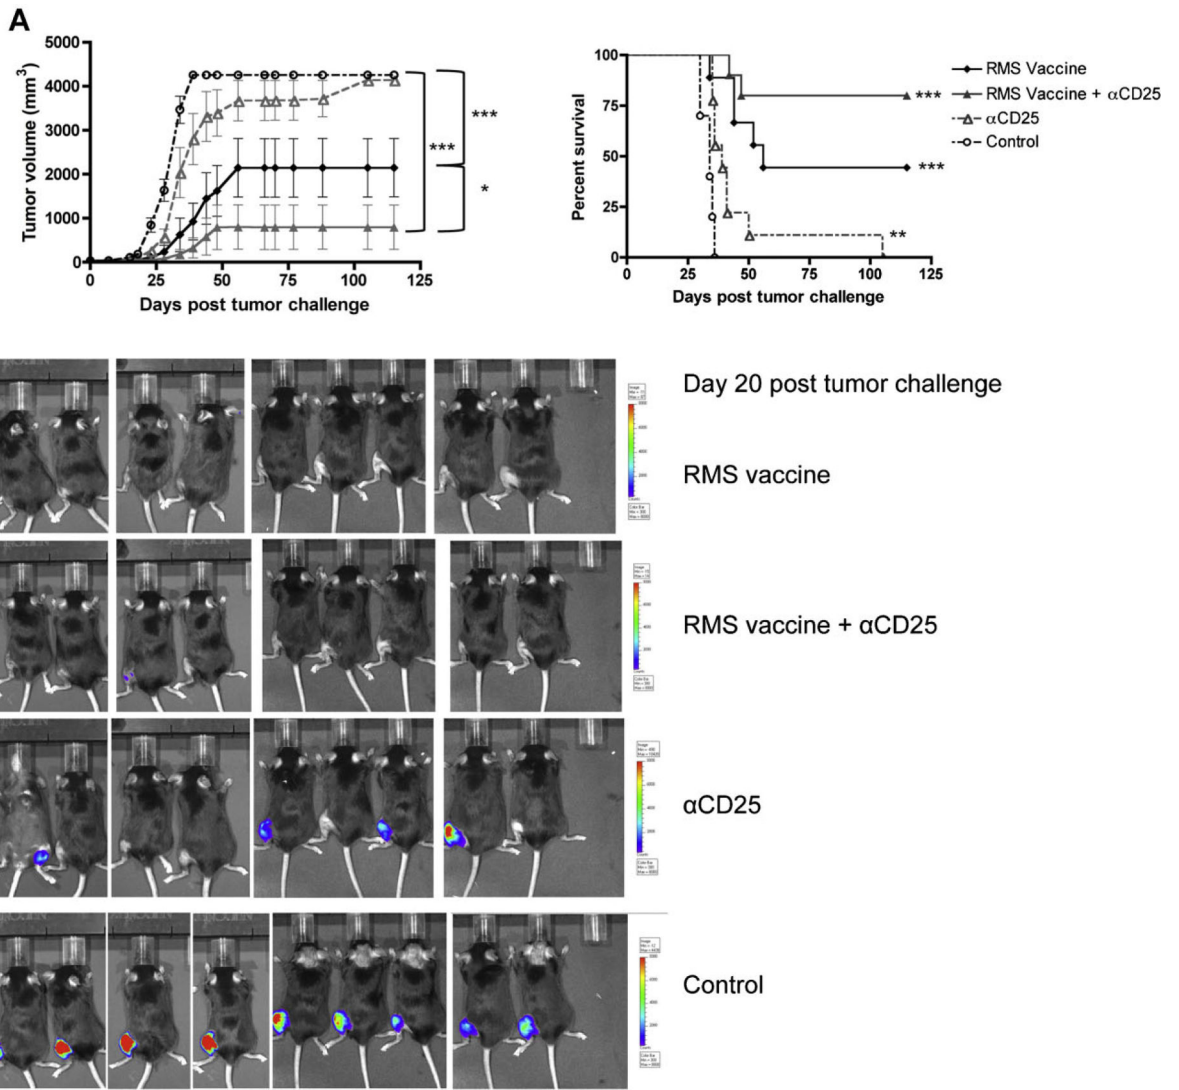 A
5000
4000
3000
2000
1000
0
Tumor volume (mm³)
0 25 50 75 100 125
Days post tumor challenge
***
***
*
100
75
50
25
0
Percent survival
0 25 50 75 100 125
Days post tumor challenge
***
***
**
RMS Vaccine
RMS Vaccine + αCD25
αCD25
Control
Day 20 post tumor challenge
RMS vaccine
RMS vaccine + αCD25
αCD25
Control